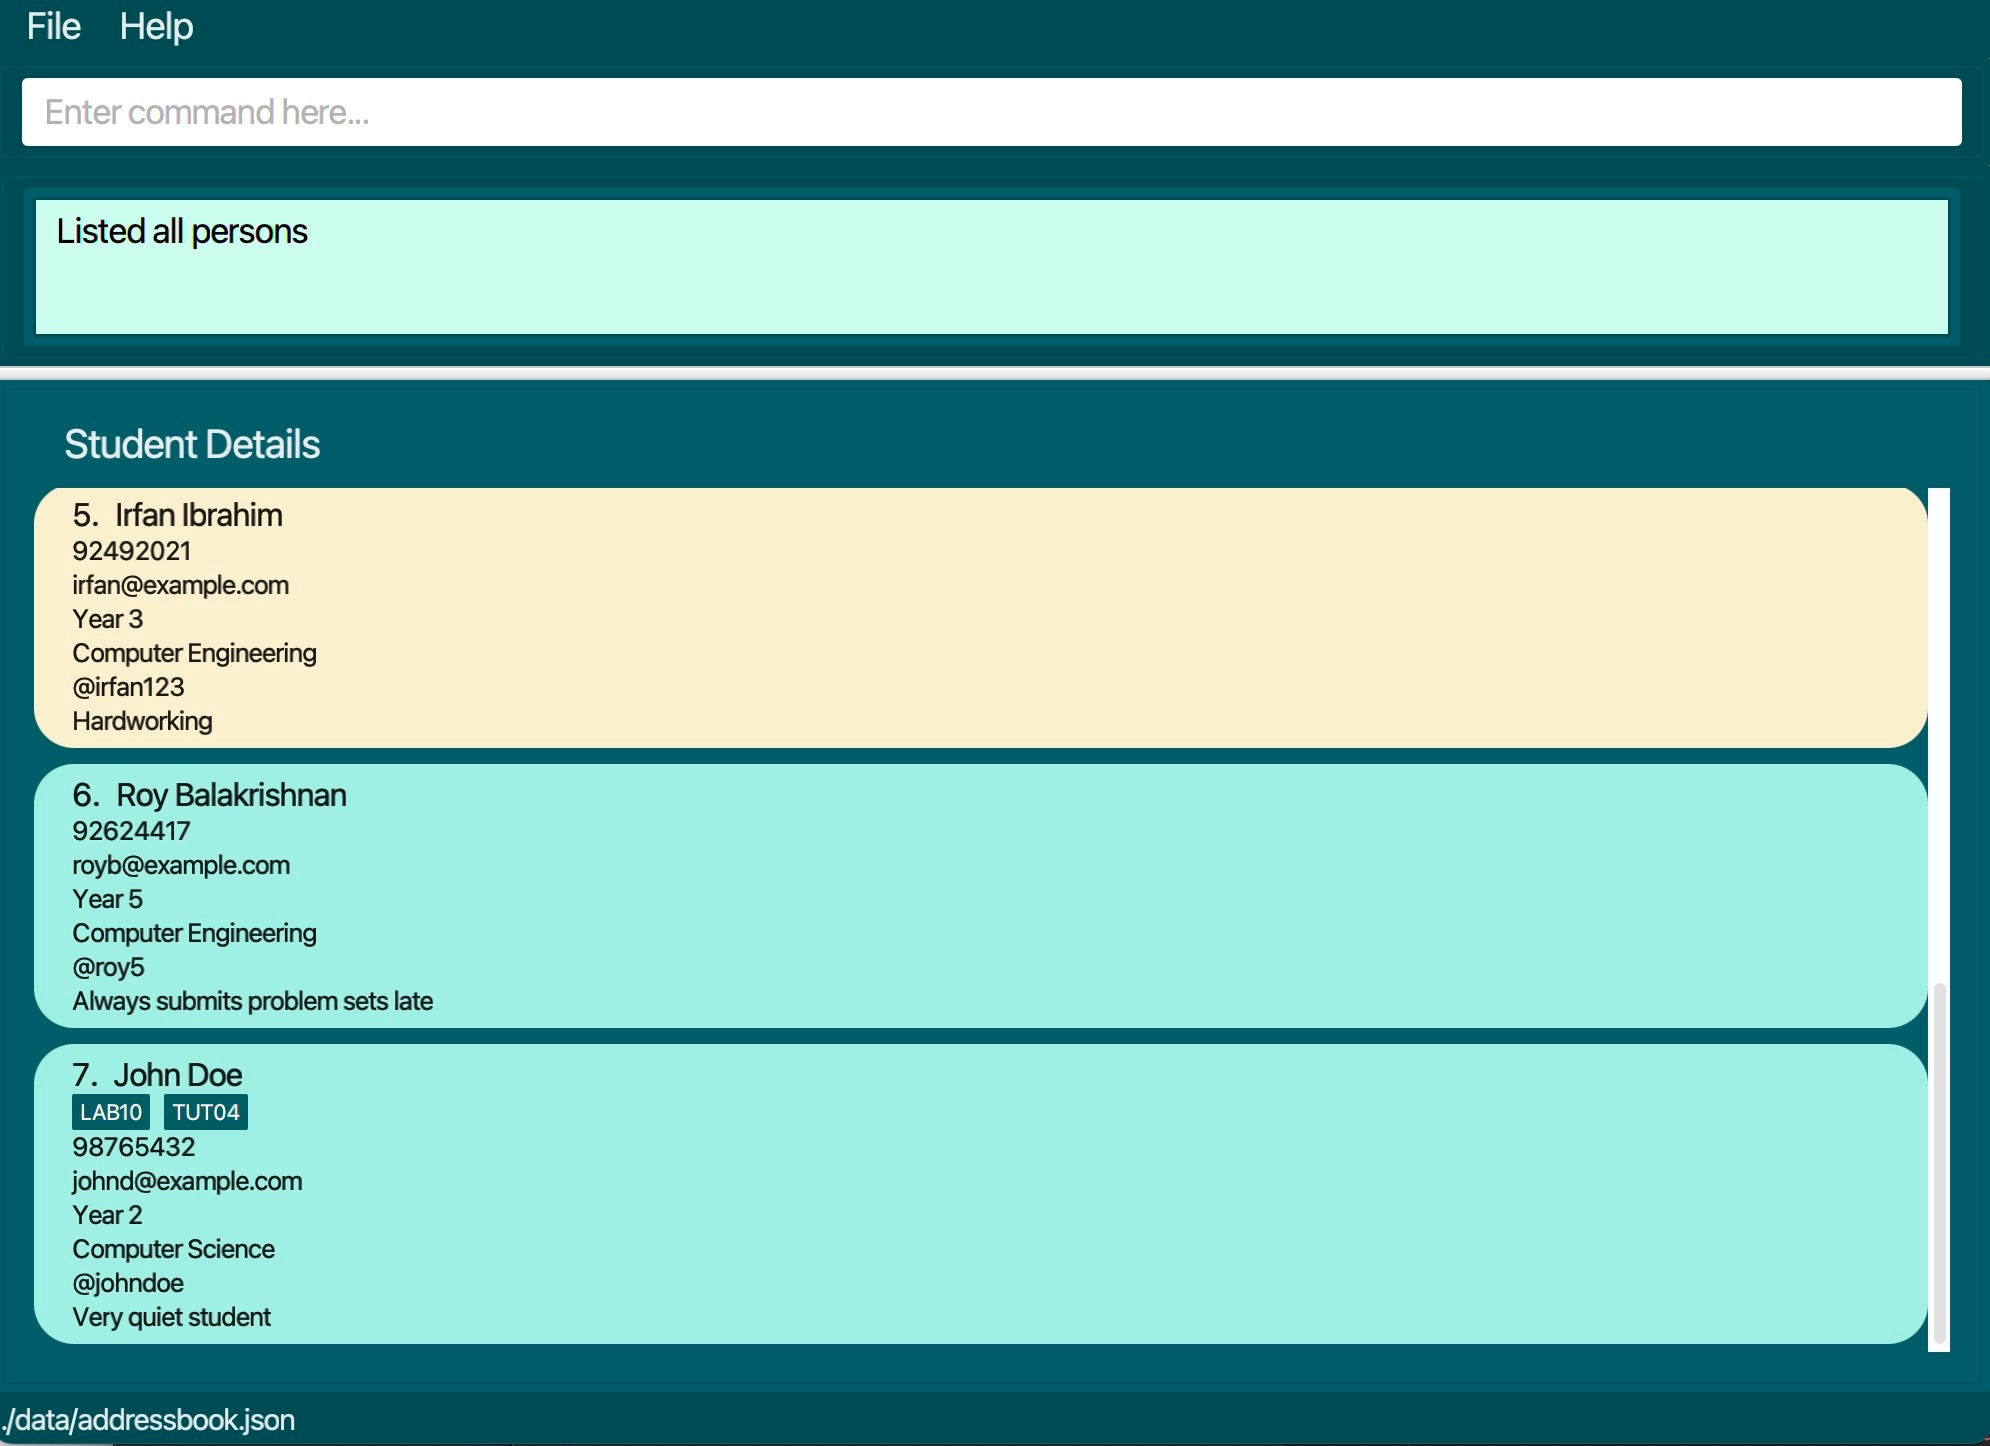 File Help
Enter command here...
Listed all persons
Student Details
5. Irfan Ibrahim
92492021
irfan@example.com
Year 3
Computer Engineering
@irfan123
Hardworking
6. Roy Balakrishnan
92624417
royb@example.com
Year 5
Computer Engineering
@roy5
Always submits problem sets late
7. John Doe
LAB10 TUT04
98765432
johnd@example.com
Year 2
Computer Science
@johndoe
Very quiet student
./data/addressbook.json